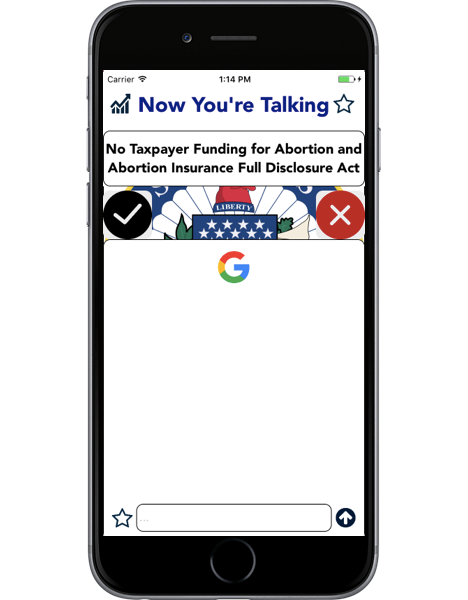 Carrier 1:14 PM
Now You're Talking
No Taxpayer Funding for Abortion and
Abortion Insurance Full Disclosure Act
LIBERTY
G
...